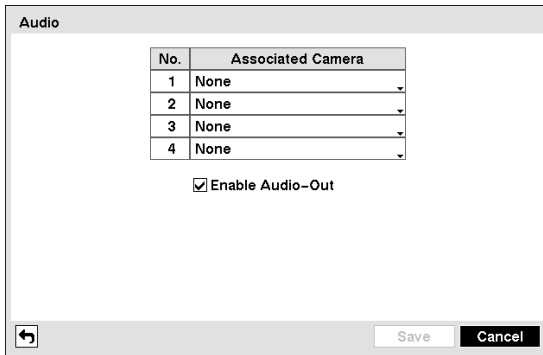 Audio
No. Associated Camera
1 None
2 None
3 None
4 None
Enable Audio-Out
Save Cancel